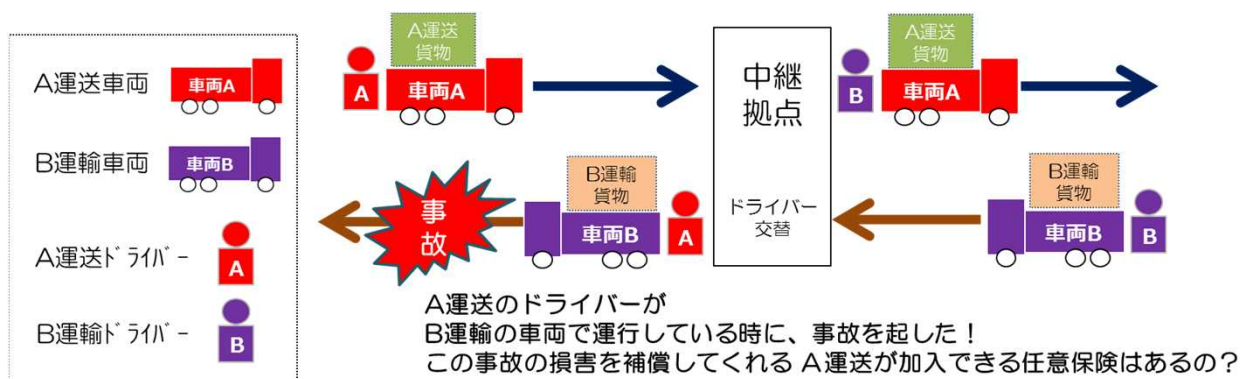 A運送車両
車両A
B運輸車両
車両B
A運送ドライバー
A
B運輸ドライバー
B
A運送
貨物
A
車両A
中継
拠点
ドライバー
交替
A運送
貨物
B
車両A
事
故
B運輸
貨物
車両B
A
B運輸
貨物
車両B
B
A運送のドライバーが
B運輸の車両で運行している時に、事故を起した！
この事故の損害を補償してくれる A運送が加入できる任意保険はあるの？